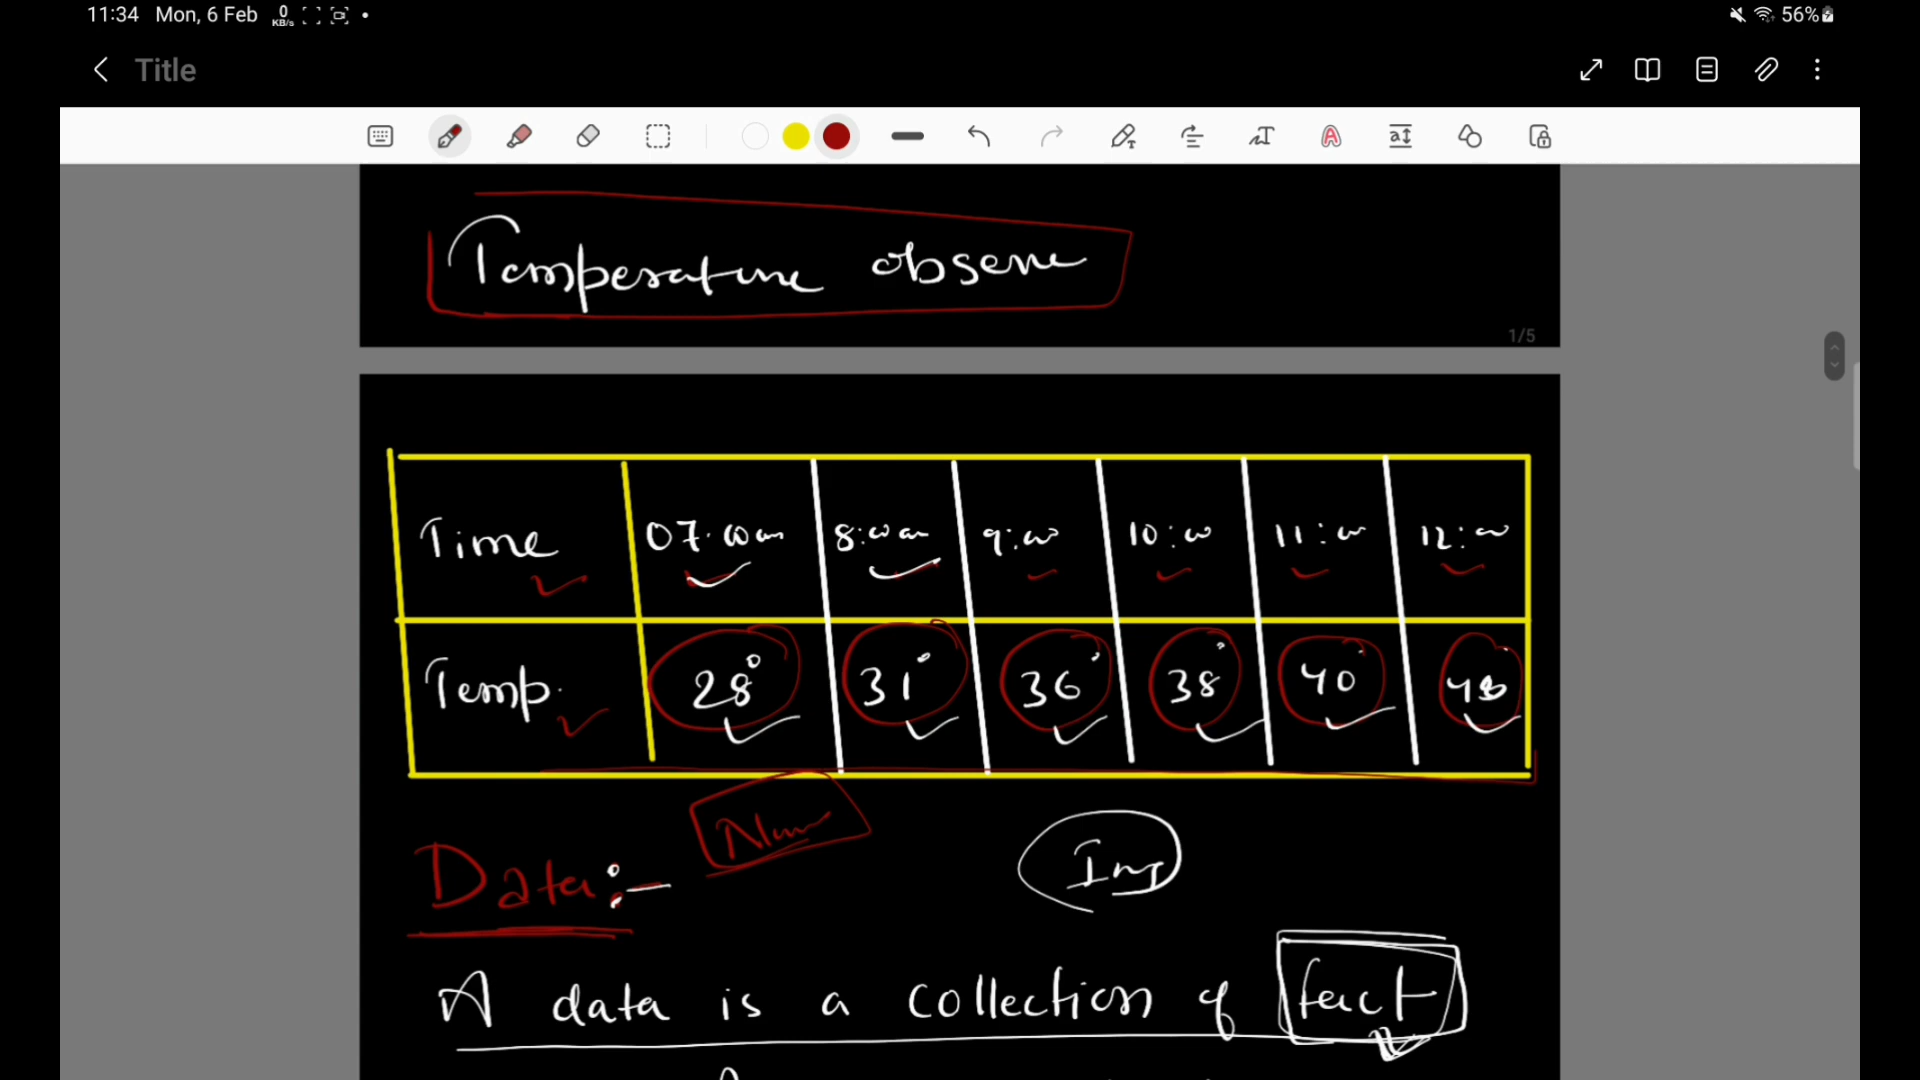 11:34 Mon, 6 Feb 0 KB/s 56%
Title
Temperature observe
1/5
Time 07:00 am 8:00 am 9:00 10:00 11:00 12:00
Temp. 28° 31° 36° 38° 40°
Data:-
A data is a collection of fact